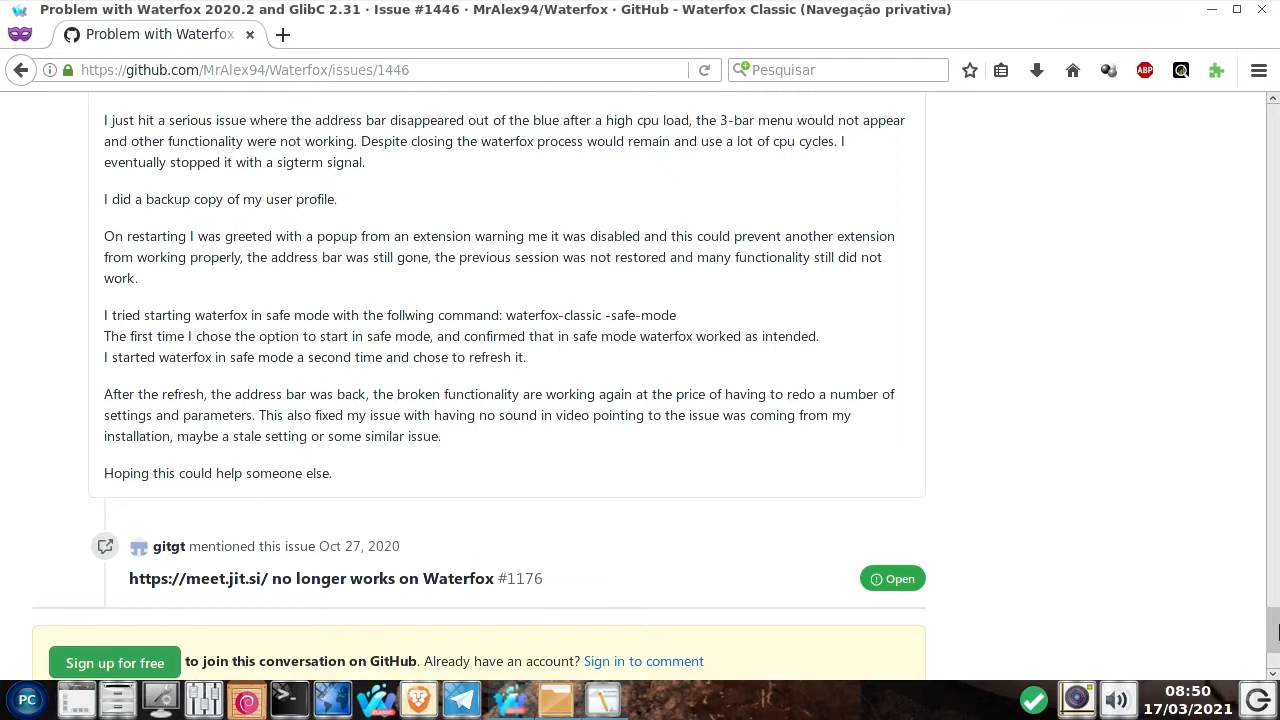 Problem with Waterfox 2020.2 and GlibC 2.31 · Issue #1446 · MrAlex94/Waterfox · GitHub - Waterfox Classic (Navegação privativa)
Problem with Waterfox
https://github.com/MrAlex94/Waterfox/issues/1446
Pesquisar
ABP
I just hit a serious issue where the address bar disappeared out of the blue after a high cpu load, the 3-bar menu would not appear
and other functionality were not working. Despite closing the waterfox process would remain and use a lot of cpu cycles. I
eventually stopped it with a sigterm signal.
I did a backup copy of my user profile.
On restarting I was greeted with a popup from an extension warning me it was disabled and this could prevent another extension
from working properly, the address bar was still gone, the previous session was not restored and many functionality still did not
work.
I tried starting waterfox in safe mode with the follwing command: waterfox-classic -safe-mode
The first time I chose the option to start in safe mode, and confirmed that in safe mode waterfox worked as intended.
I started waterfox in safe mode a second time and chose to refresh it.
After the refresh, the address bar was back, the broken functionality are working again at the price of having to redo a number of
settings and parameters. This also fixed my issue with having no sound in video pointing to the issue was coming from my
installation, maybe a stale setting or some similar issue.
Hoping this could help someone else.
gitgt mentioned this issue Oct 27, 2020
https://meet.jit.si/ no longer works on Waterfox #1176
Open
Sign up for free to join this conversation on GitHub. Already have an account? Sign in to comment
PC
08:50
17/03/2021